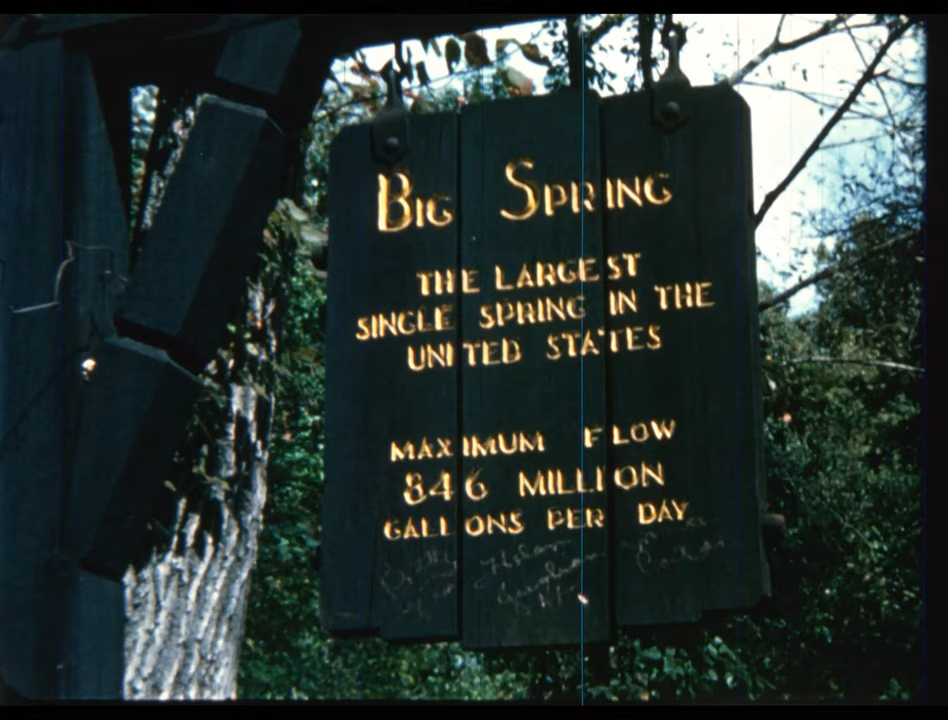 Big Spring
THE LARGEST
SINGLE SPRING IN THE
UNITED STATES
MAXIMUM FLOW
846 MILLION
GALLONS PER DAY